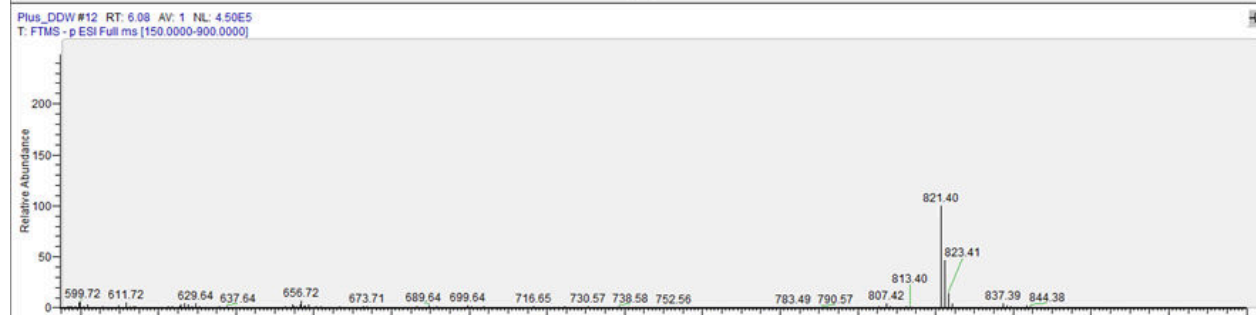 Plus_DDW #12 RT: 6.08 AV: 1 NL: 4.50E5
T: FTMS - p ESI Full ms [150.0000-900.0000]
200
150
100
50
0
Relative Abundance
821.40
823.41
813.40
599.72 611.72 629.64 637.64 656.72 673.71 689.64 699.64 716.65 730.57 738.58 752.56 783.49 790.57 807.42 837.39 844.38